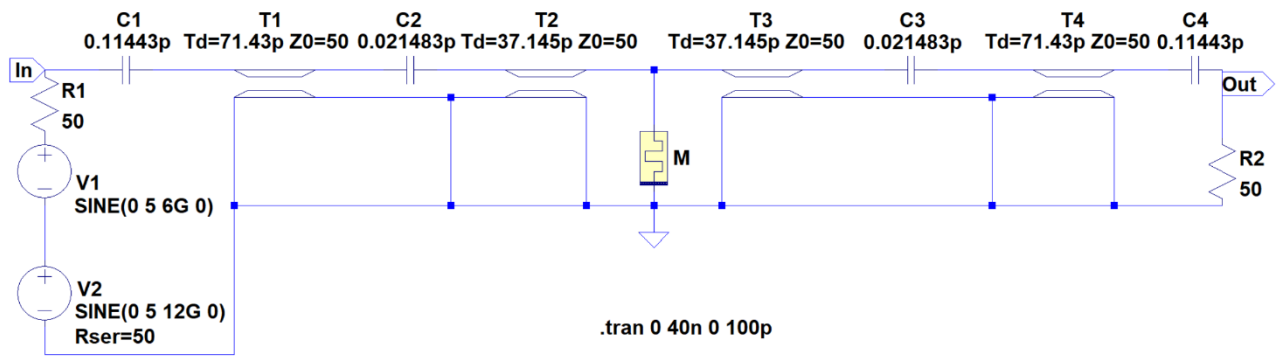 C1 T1 C2 T2 T3 C3 T4 C4
0.11443p Td=71.43p Z0=50 0.021483p Td=37.145p Z0=50 Td=37.145p Z0=50 0.021483p Td=71.43p Z0=50 0.11443p
In
Out
R1
50
M
R2
50
V1
SINE(0 5 6G 0)
V2
SINE(0 5 12G 0)
Rser=50
.tran 0 40n 0 100p